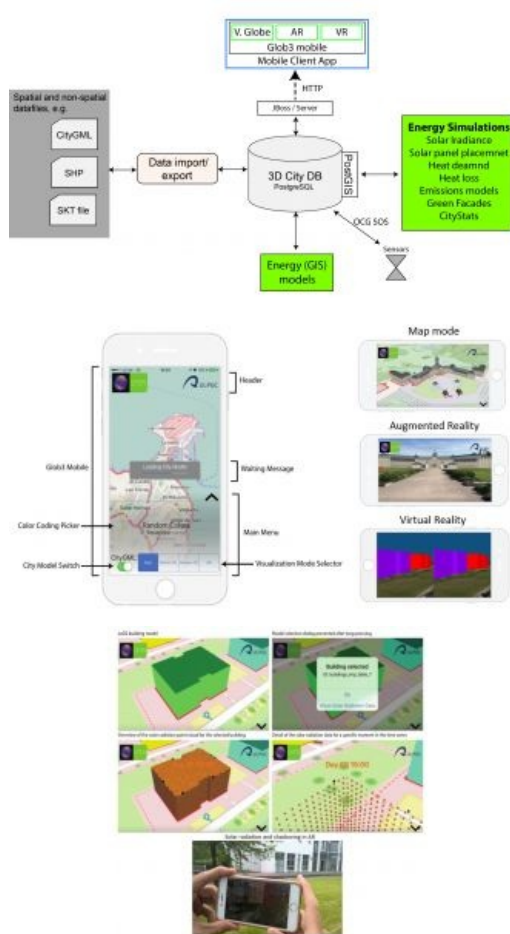 V. Globe
AR
VR
Glob3 mobile
Mobile Client App
HTTP
JBoss / Server
Spatial and non-spatial
datafiles, e.g.
CityGML
SHP
SKT file
Data import/
export
3D City DB
PostgreSQL
PostGIS
Energy Simulations
Solar Iradiance
Solar panel placemnet
Heat deamnd
Heat loss
Emissions models
Green Facades
CityStats
OCG SOS
Sensors
Energy (GIS)
models
Map mode
Header
Augmented Reality
Glob3 Mobile
Waiting Message
Color Coding Picker
Random Colors
Main Menu
Virtual Reality
CityGML
City Model Switch
Visualization Mode Selector
Building selected
Solar radiation and shadowing in AR